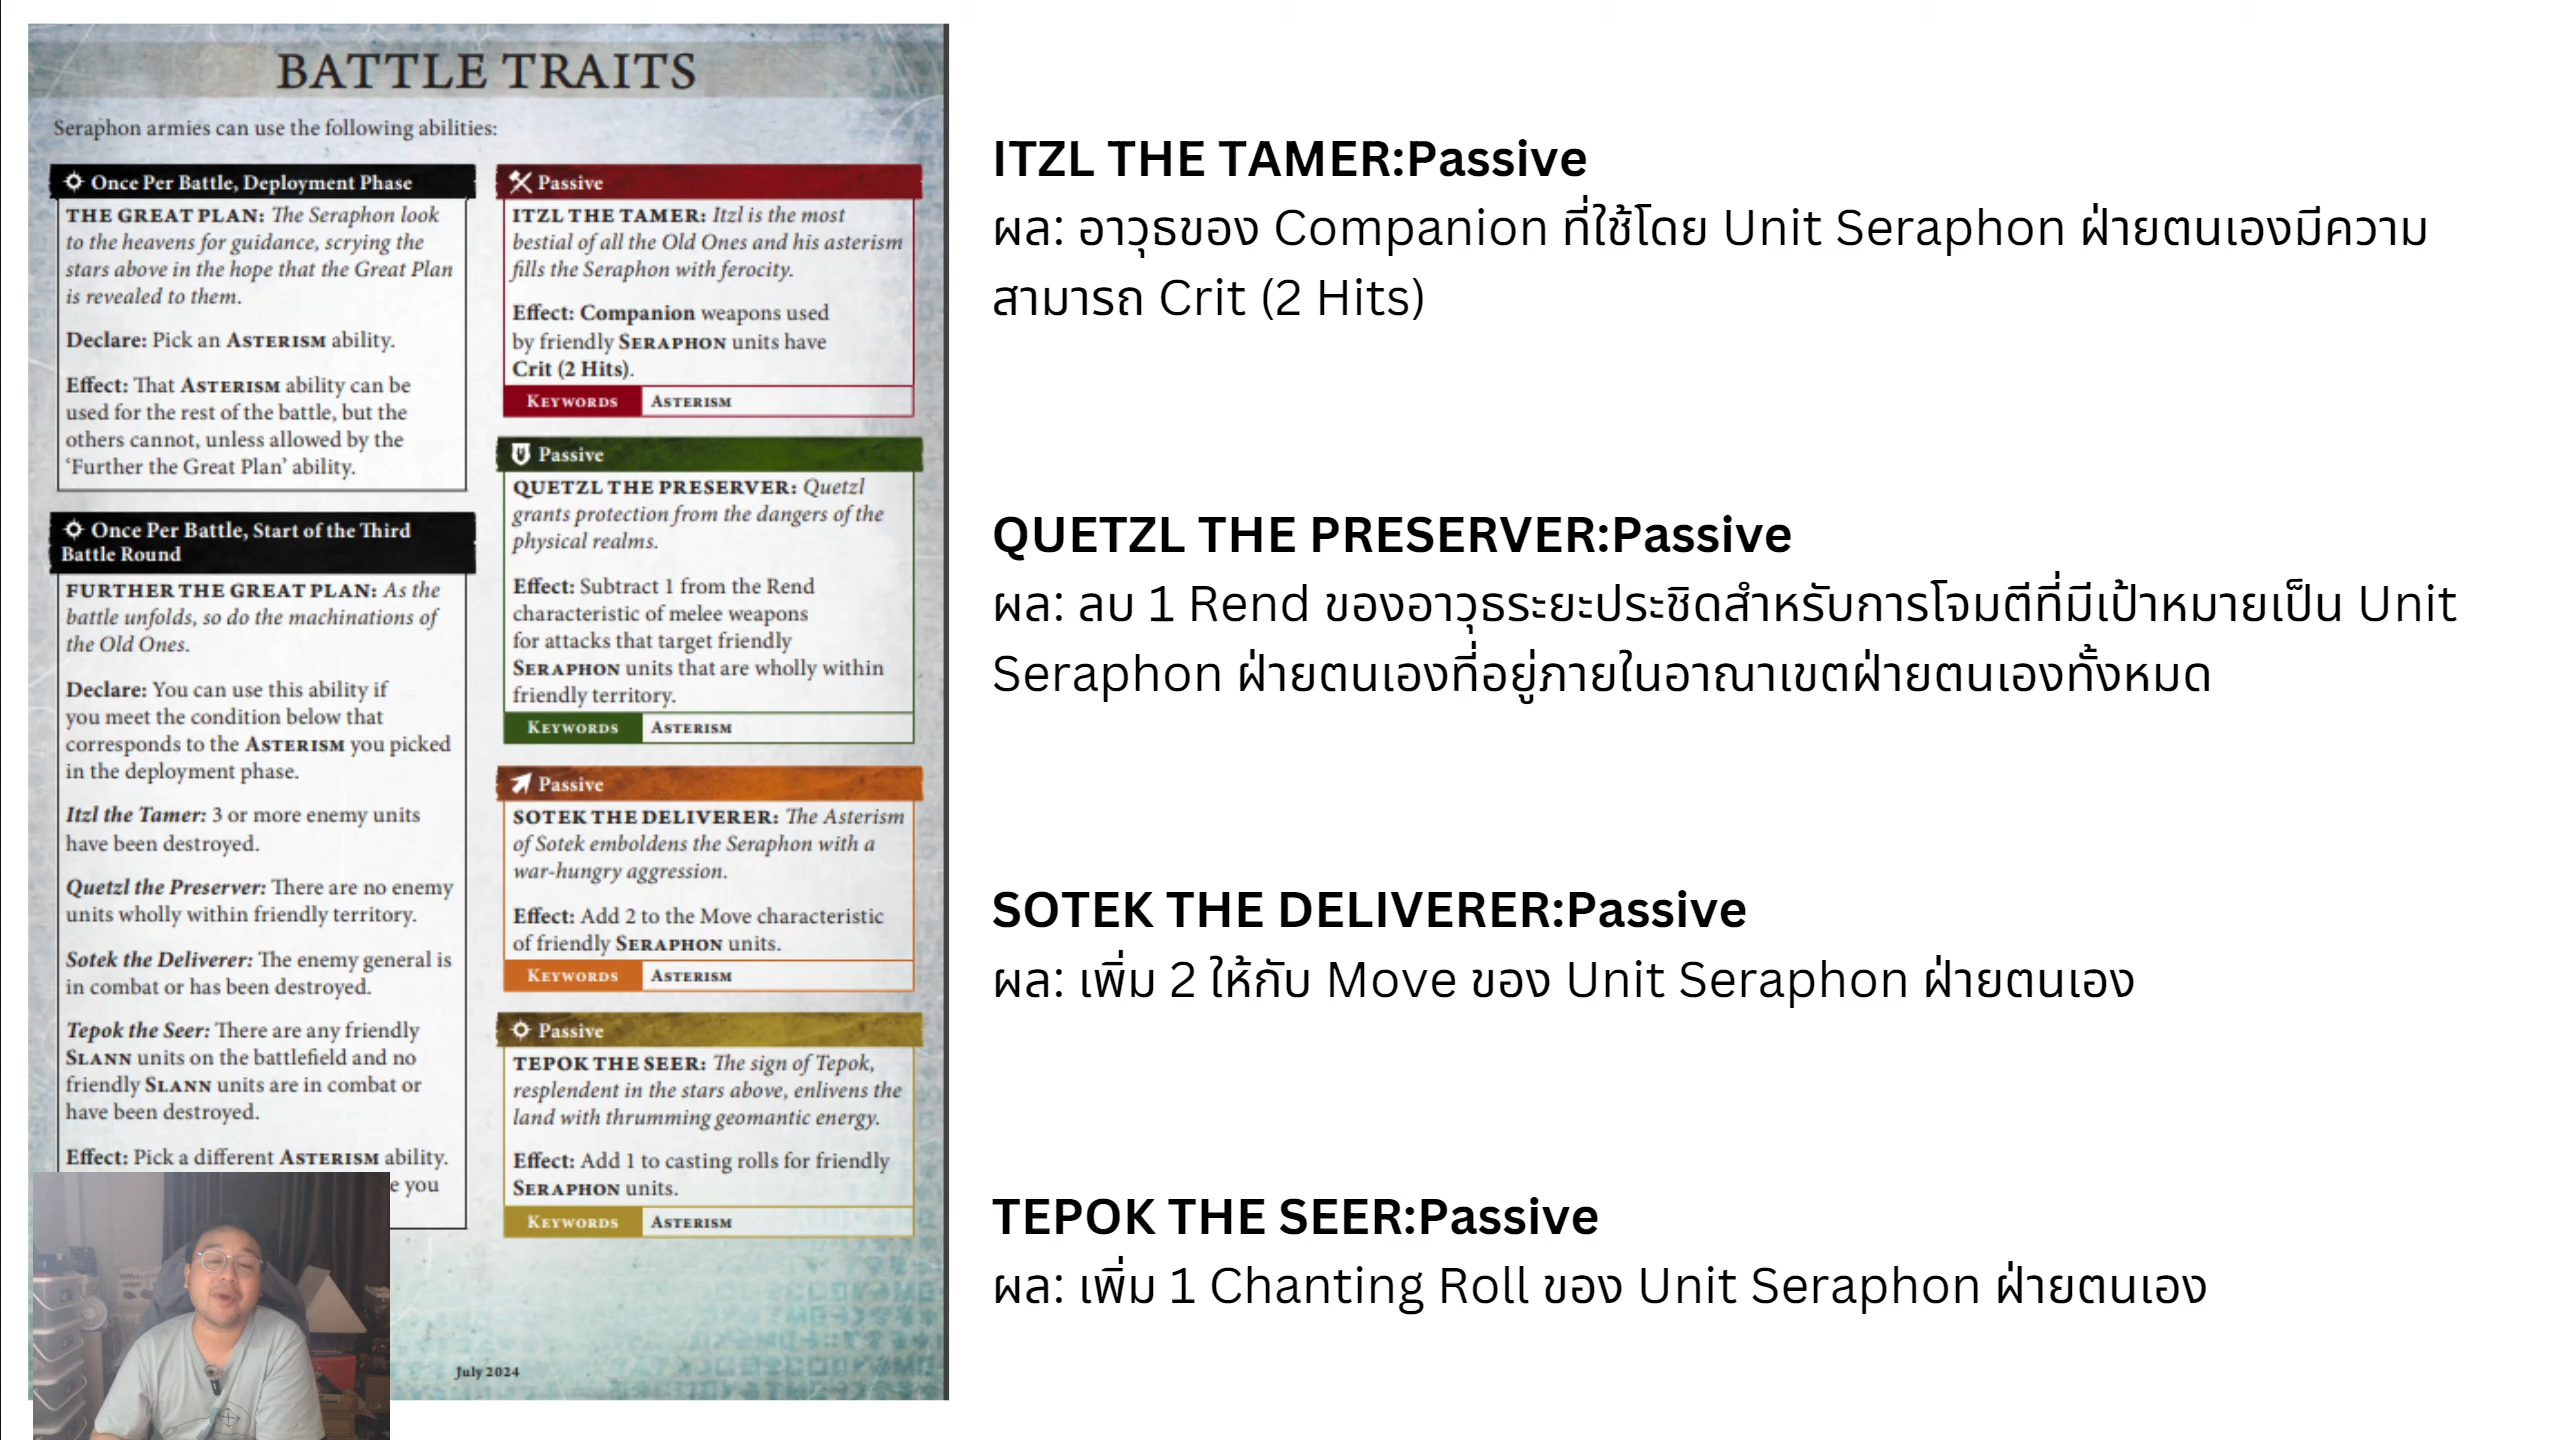 BATTLE TRAITS
Seraphon armies can use the following abilities:
Once Per Battle, Deployment Phase
THE GREAT PLAN: The Seraphon look
to the heavens for guidance, scrying the
stars above in the hope that the Great Plan
is revealed to them.
Declare: Pick an ASTERISM ability.
Effect: That ASTERISM ability can be
used for the rest of the battle, but the
others cannot, unless allowed by the
‘Further the Great Plan’ ability.
Once Per Battle, Start of the Third
Battle Round
FURTHER THE GREAT PLAN: As the
battle unfolds, so do the machinations of
the Old Ones.
Declare: You can use this ability if
you meet the condition below that
corresponds to the ASTERISM you picked
in the deployment phase.
Itzl the Tamer: 3 or more enemy units
have been destroyed.
Quetzl the Preserver: There are no enemy
units wholly within friendly territory.
Sotek the Deliverer: The enemy general is
in combat or has been destroyed.
Tepok the Seer: There are any friendly
SLANN units on the battlefield and no
friendly SLANN units are in combat or
have been destroyed.
Effect: Pick a different ASTERISM ability.
e you
Passive
ITZL THE TAMER: Itzl is the most
bestial of all the Old Ones and his asterism
fills the Seraphon with ferocity.
Effect: Companion weapons used
by friendly SERAPHON units have
Crit (2 Hits).
KEYWORDS ASTERISM
Passive
QUETZL THE PRESERVER: Quetzl
grants protection from the dangers of the
physical realms.
Effect: Subtract 1 from the Rend
characteristic of melee weapons
for attacks that target friendly
SERAPHON units that are wholly within
friendly territory.
KEYWORDS ASTERISM
Passive
SOTEK THE DELIVERER: The Asterism
of Sotek emboldens the Seraphon with a
war-hungry aggression.
Effect: Add 2 to the Move characteristic
of friendly SERAPHON units.
KEYWORDS ASTERISM
Passive
TEPOK THE SEER: The sign of Tepok,
resplendent in the stars above, enlivens the
land with thrumming geomantic energy.
Effect: Add 1 to casting rolls for friendly
SERAPHON units.
KEYWORDS ASTERISM
July 2024
ITZL THE TAMER:Passive
ผล: อาวุธของ Companion ที่ใช้โดย Unit Seraphon ฝ่ายตนเองมีความ
สามารถ Crit (2 Hits)
QUETZL THE PRESERVER:Passive
ผล: ลบ 1 Rend ของอาวุธระยะประชิดสำหรับการโจมตีที่มีเป้าหมายเป็น Unit
Seraphon ฝ่ายตนเองที่อยู่ภายในอาณาเขตฝ่ายตนเองทั้งหมด
SOTEK THE DELIVERER:Passive
ผล: เพิ่ม 2 ให้กับ Move ของ Unit Seraphon ฝ่ายตนเอง
TEPOK THE SEER:Passive
ผล: เพิ่ม 1 Chanting Roll ของ Unit Seraphon ฝ่ายตนเอง